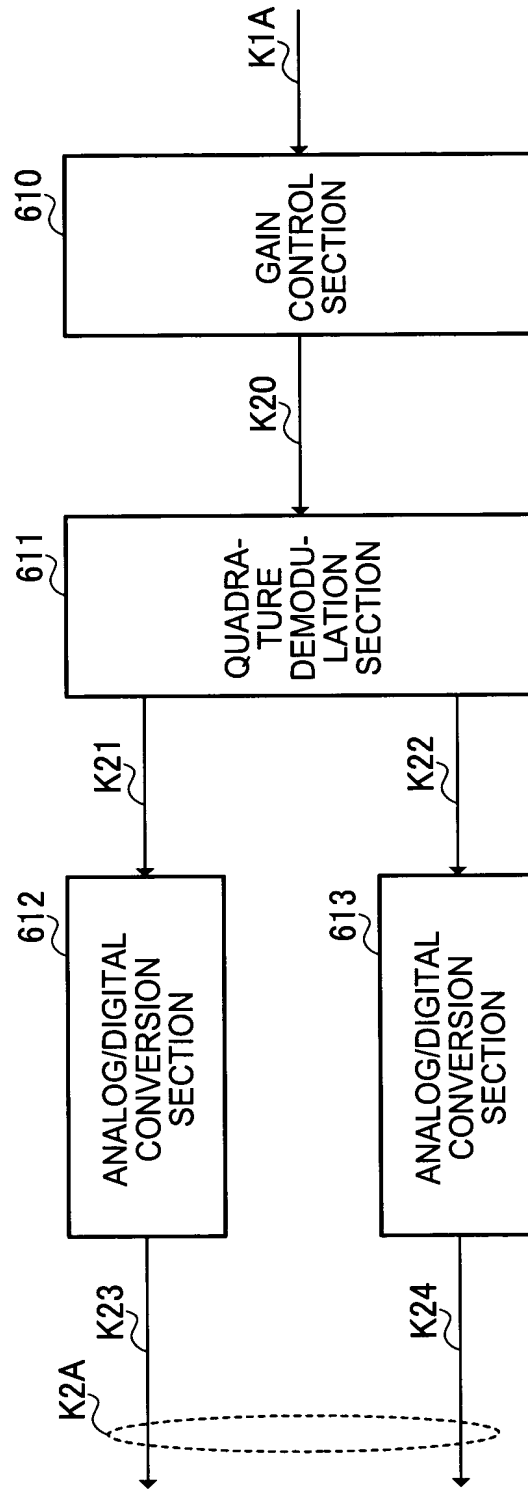 K1A
610
GAIN
CONTROL
SECTION
K20
611
QUADRA-
TURE
DEMODU-
LATION
SECTION
K21
K22
612
ANALOG/DIGITAL
CONVERSION
SECTION
613
ANALOG/DIGITAL
CONVERSION
SECTION
K23
K24
K2A